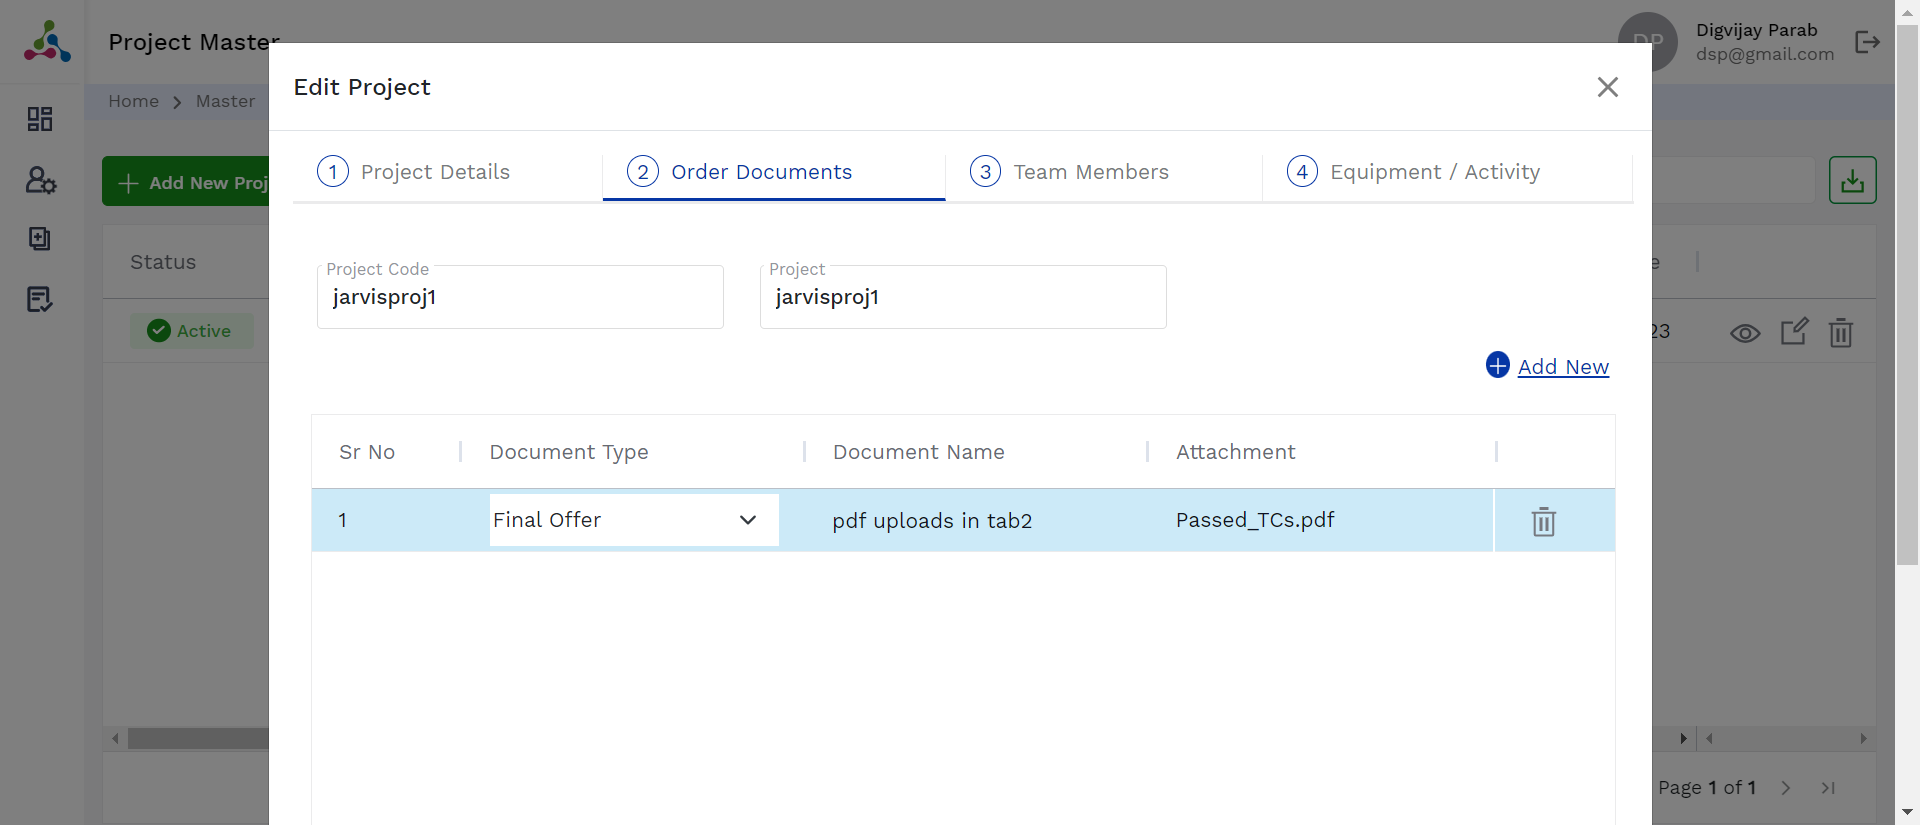 Project Master
DP
Digvijay Parab
dsp@gmail.com
Home > Master
Edit Project
1 Project Details
2 Order Documents
3 Team Members
4 Equipment / Activity
Add New Proj
Project Code
jarvisproj1
Project
jarvisproj1
Status
e
Active
23
Add New
Sr No
Document Type
Document Name
Attachment
1
Final Offer
pdf uploads in tab2
Passed_TCs.pdf
Page 1 of 1